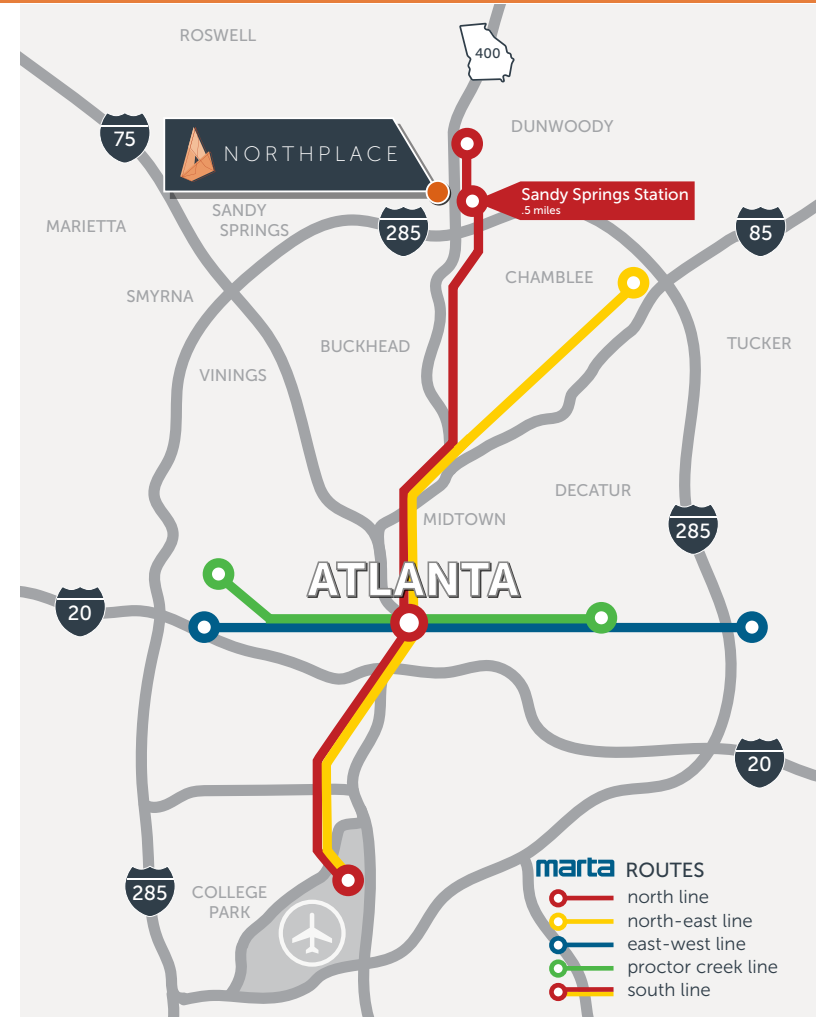 ROSWELL
400
DUNWOODY
75
NORTHPLACE
Sandy Springs Station
.5 miles
SANDY
SPRINGS
MARIETTA
285
85
CHAMBLEE
SMYRNA
BUCKHEAD
TUCKER
VININGS
DECATUR
MIDTOWN
285
ATLANTA
20
20
285
COLLEGE
PARK
marta ROUTES
north line
north-east line
east-west line
proctor creek line
south line